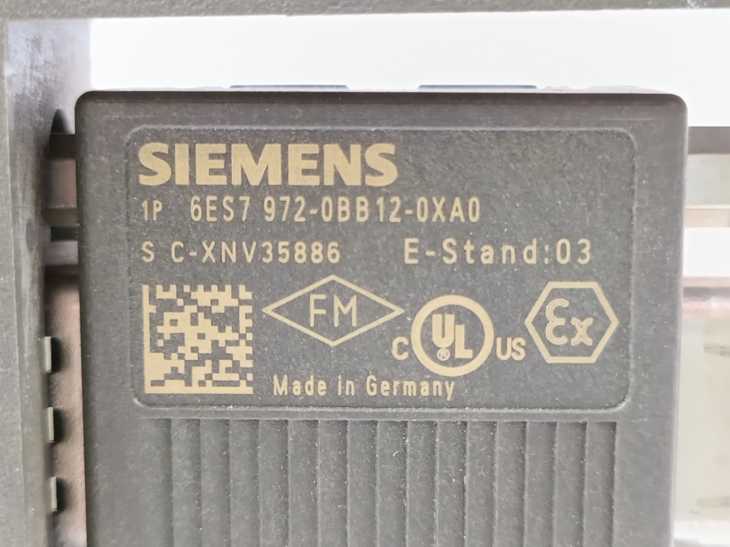 SIEMENS
1P 6ES7 972-0BB12-0XA0
S C-XNV35886 E-Stand:03
FM
C UL US
Ex
Made in Germany